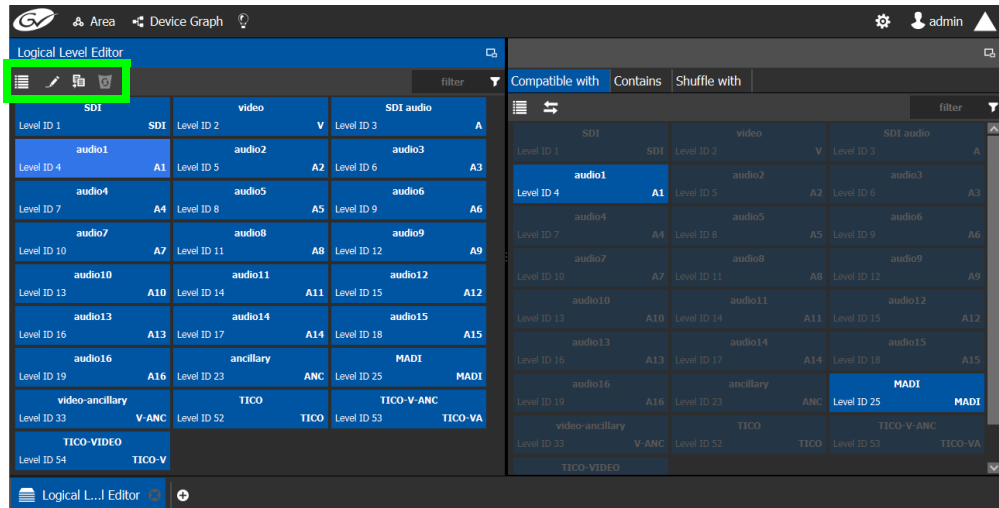 GV Area Device Graph admin
Logical Level Editor
filter
SDI video SDI audio
Level ID 1 SDI Level ID 2 V Level ID 3 A
audio1 audio2 audio3
Level ID 4 A1 Level ID 5 A2 Level ID 6 A3
audio4 audio5 audio6
Level ID 7 A4 Level ID 8 A5 Level ID 9 A6
audio7 audio8 audio9
Level ID 10 A7 Level ID 11 A8 Level ID 12 A9
audio10 audio11 audio12
Level ID 13 A10 Level ID 14 A11 Level ID 15 A12
audio13 audio14 audio15
Level ID 16 A13 Level ID 17 A14 Level ID 18 A15
audio16 ancillary MADI
Level ID 19 A16 Level ID 23 ANC Level ID 25 MADI
video-ancillary TICO TICO-V-ANC
Level ID 33 V-ANC Level ID 52 TICO Level ID 53 TICO-VA
TICO-VIDEO
Level ID 54 TICO-V
Compatible with Contains Shuffle with
filter
SDI video SDI audio
Level ID 1 SDI Level ID 2 V Level ID 3 A
audio1 audio2 audio3
Level ID 4 A1 Level ID 5 A2 Level ID 6 A3
audio4 audio5 audio6
Level ID 7 A4 Level ID 8 A5 Level ID 9 A6
audio7 audio8 audio9
Level ID 10 A7 Level ID 11 A8 Level ID 12 A9
audio10 audio11 audio12
Level ID 13 A10 Level ID 14 A11 Level ID 15 A12
audio13 audio14 audio15
Level ID 16 A13 Level ID 17 A14 Level ID 18 A15
audio16 ancillary MADI
Level ID 19 A16 Level ID 23 ANC Level ID 25 MADI
video-ancillary TICO TICO-V-ANC
Level ID 33 V-ANC Level ID 52 TICO Level ID 53 TICO-VA
TICO-VIDEO
Logical L...l Editor